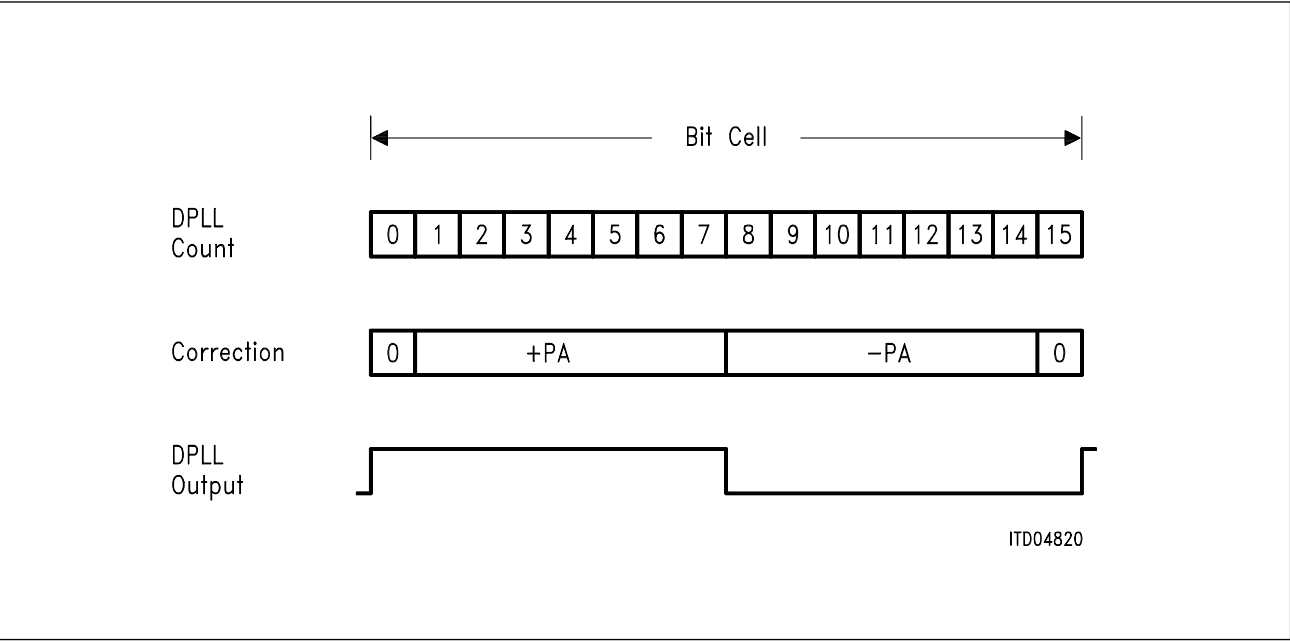 Bit Cell
DPLL
Count
0 1 2 3 4 5 6 7 8 9 10 11 12 13 14 15
Correction
0 +PA -PA 0
DPLL
Output
ITD04820